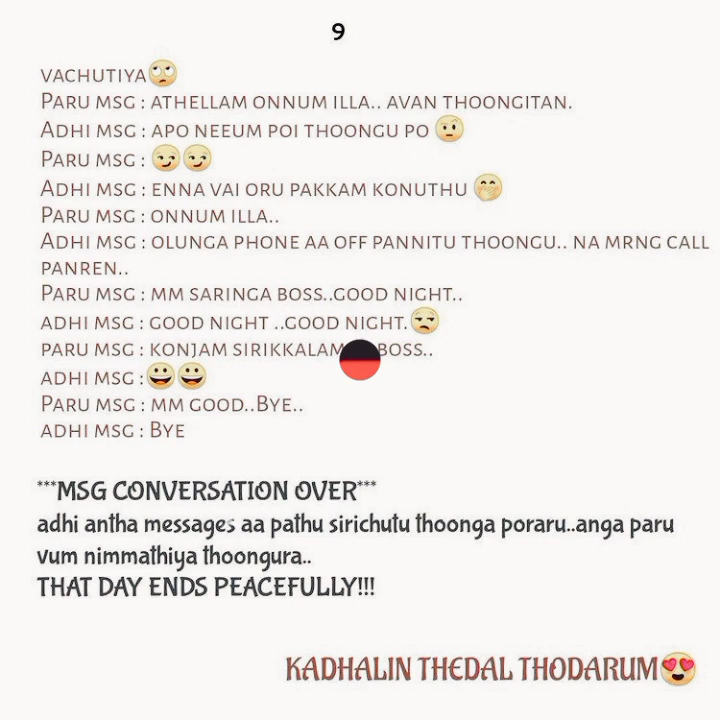 9
VACHUTIYA🙄
PARU MSG : ATHELLAM ONNUM ILLA.. AVAN THOONGITAN.
ADHI MSG : APO NEEUM POI THOONGU PO 🤨
PARU MSG : 😏😏
ADHI MSG : ENNA VAI ORU PAKKAM KONUTHU 🤭
PARU MSG : ONNUM ILLA..
ADHI MSG : OLUNGA PHONE AA OFF PANNITU THOONGU.. NA MRNG CALL
PANREN..
PARU MSG : MM SARINGA BOSS..GOOD NIGHT..
ADHI MSG : GOOD NIGHT ..GOOD NIGHT.😒
PARU MSG : KONJAM SIRIKKALAM BOSS..
ADHI MSG :😀😀
PARU MSG : MM GOOD..BYE..
ADHI MSG : BYE
***MSG CONVERSATION OVER***
adhi antha messages aa pathu sirichutu thoonga poraru..anga paru
vum nimmathiya thoongura..
THAT DAY ENDS PEACEFULLY!!!
KADHALIN THEDAL THODARUM😍